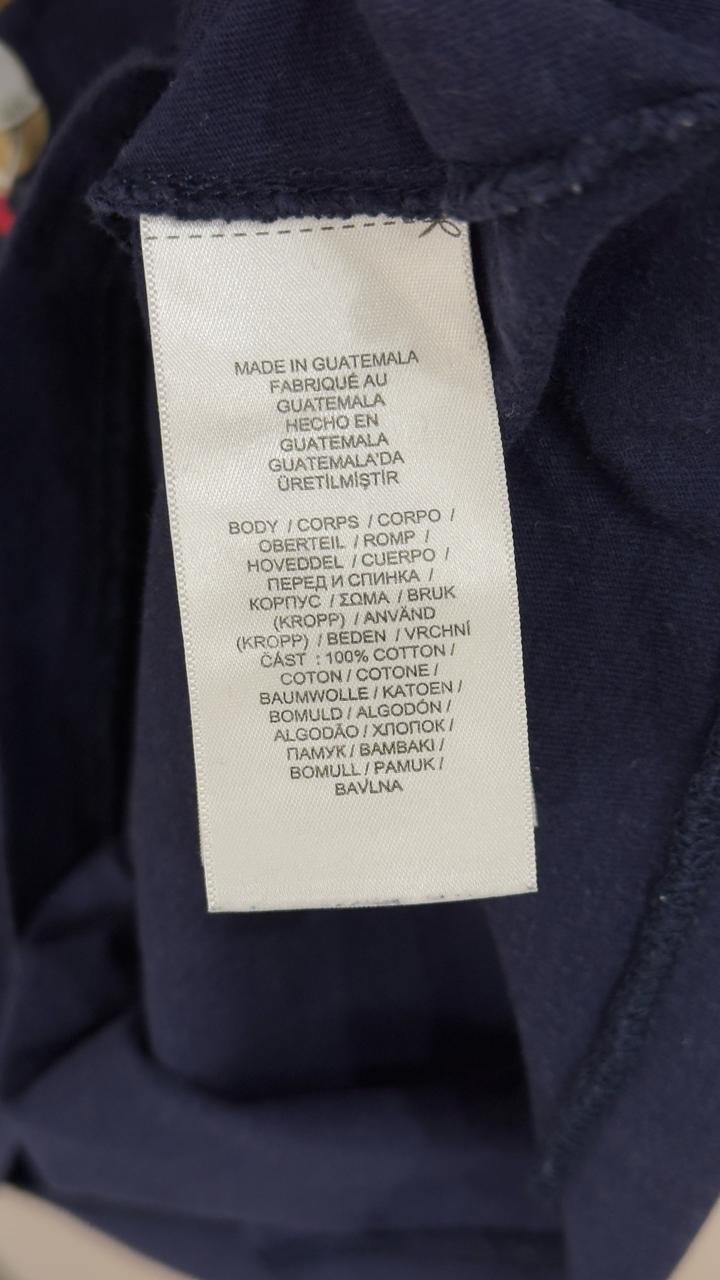 MADE IN GUATEMALA
FABRIQUÉ AU
GUATEMALA
HECHO EN
GUATEMALA
GUATEMALA'DA
ÜRETİLMİŞTİR
BODY / CORPS / CORPO /
OBERTEIL / ROMP /
HOVEDDEL / CUERPO /
ПЕРЕД И СПИНКА /
КОРПУС / ΣΩΜΑ / BRUK
(KROPP) / ANVÄND
(KROPP) / BEDEN / VRCHNÍ
ČÁST : 100% COTTON /
COTON / COTONE /
BAUMWOLLE / KATOEN /
BOMULD / ALGODÓN /
ALGODÃO / ХЛОПОК /
ПАМУК / BAMBAKI /
BOMULL / PAMUK /
BAVLNA